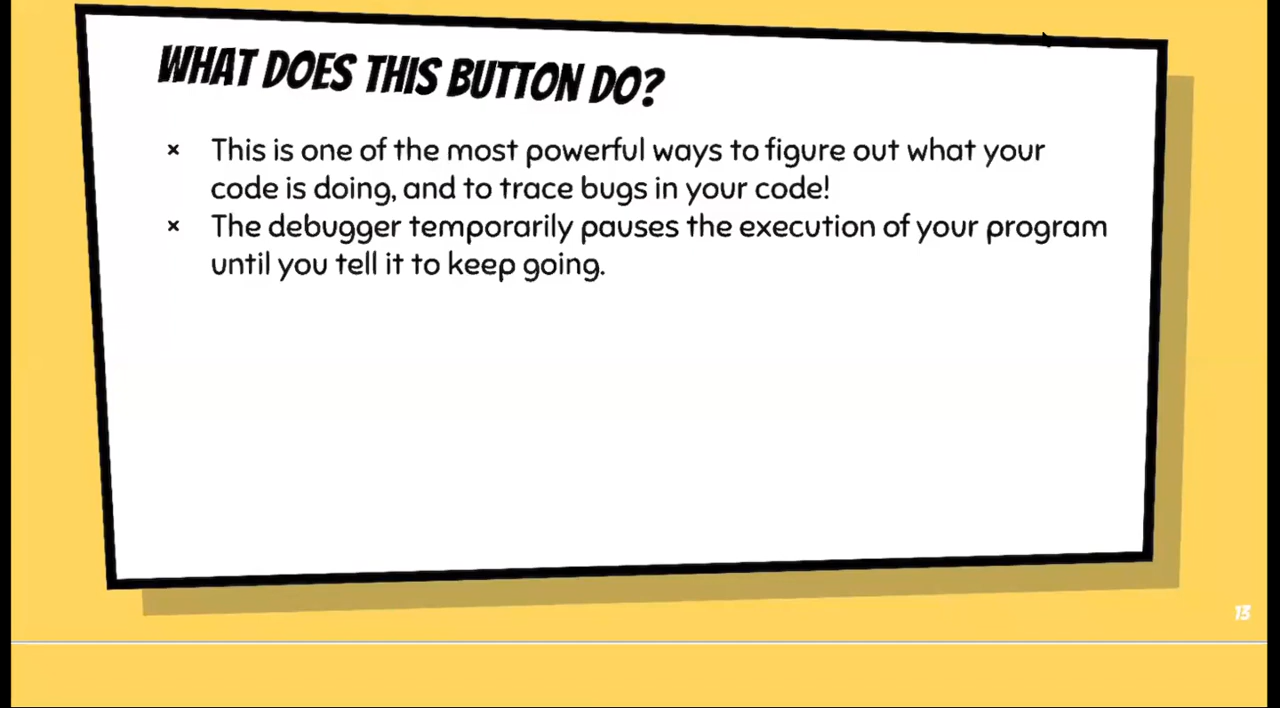 WHAT DOES THIS BUTTON DO?
× This is one of the most powerful ways to figure out what your
code is doing, and to trace bugs in your code!
× The debugger temporarily pauses the execution of your program
until you tell it to keep going.
13